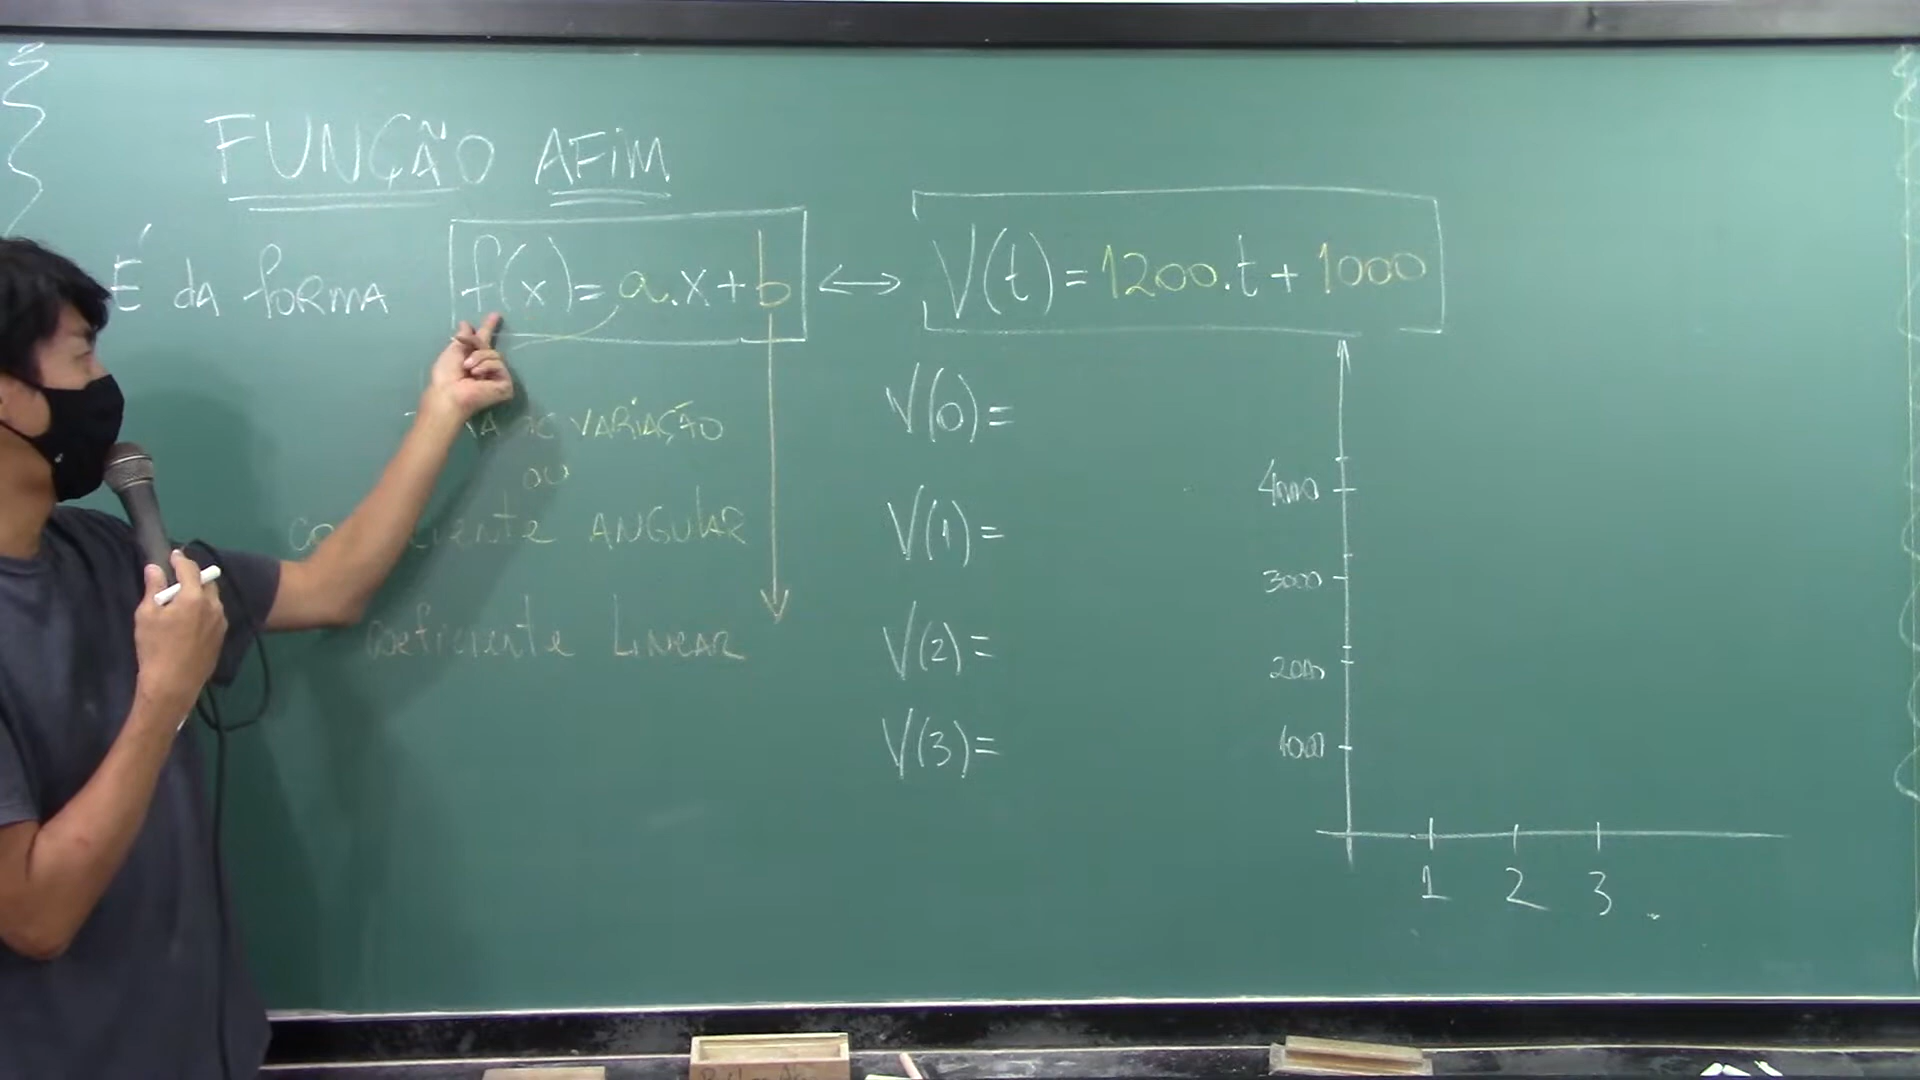 FUNÇÃO AFIM
É DA FORMA f(x)=a.x+b ↔ V(t)=1200.t+1000
VARIAÇÃO
OU
ANGULAR
coeficiente LINEAR
V(0)=
V(1)=
V(2)=
V(3)=
4000
3000
2000
1000
1 2 3